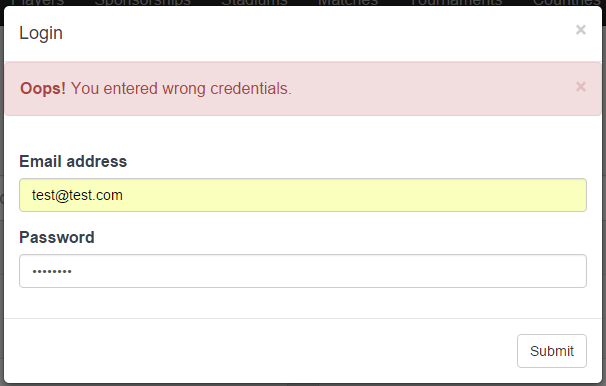 Players Sponsorships Stadiums Matches Tournaments Countries
Login ×
Oops! You entered wrong credentials. ×
Email address
test@test.com
Password
••••••••
Submit